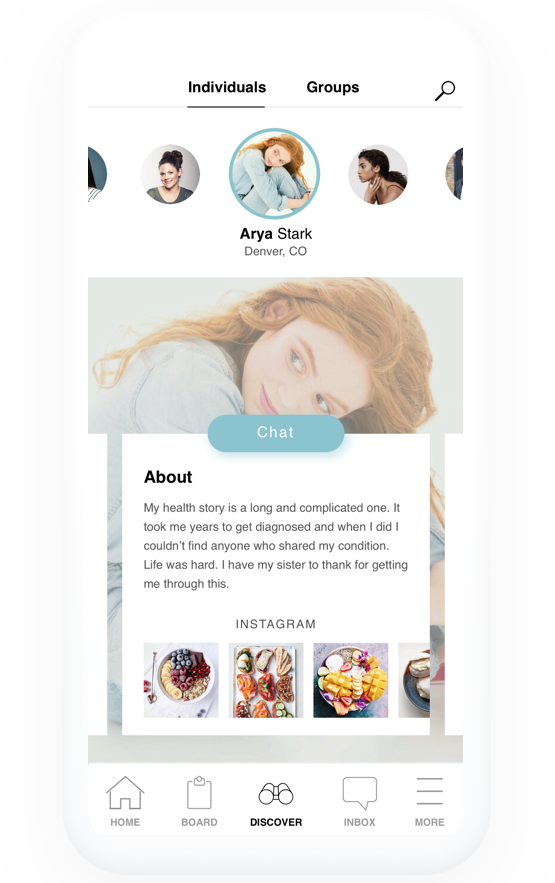 Individuals Groups
Arya Stark
Denver, CO
Chat
About
My health story is a long and complicated one. It
took me years to get diagnosed and when I did I
couldn’t find anyone who shared my condition.
Life was hard. I have my sister to thank for getting
me through this.
INSTAGRAM
HOME BOARD DISCOVER INBOX MORE